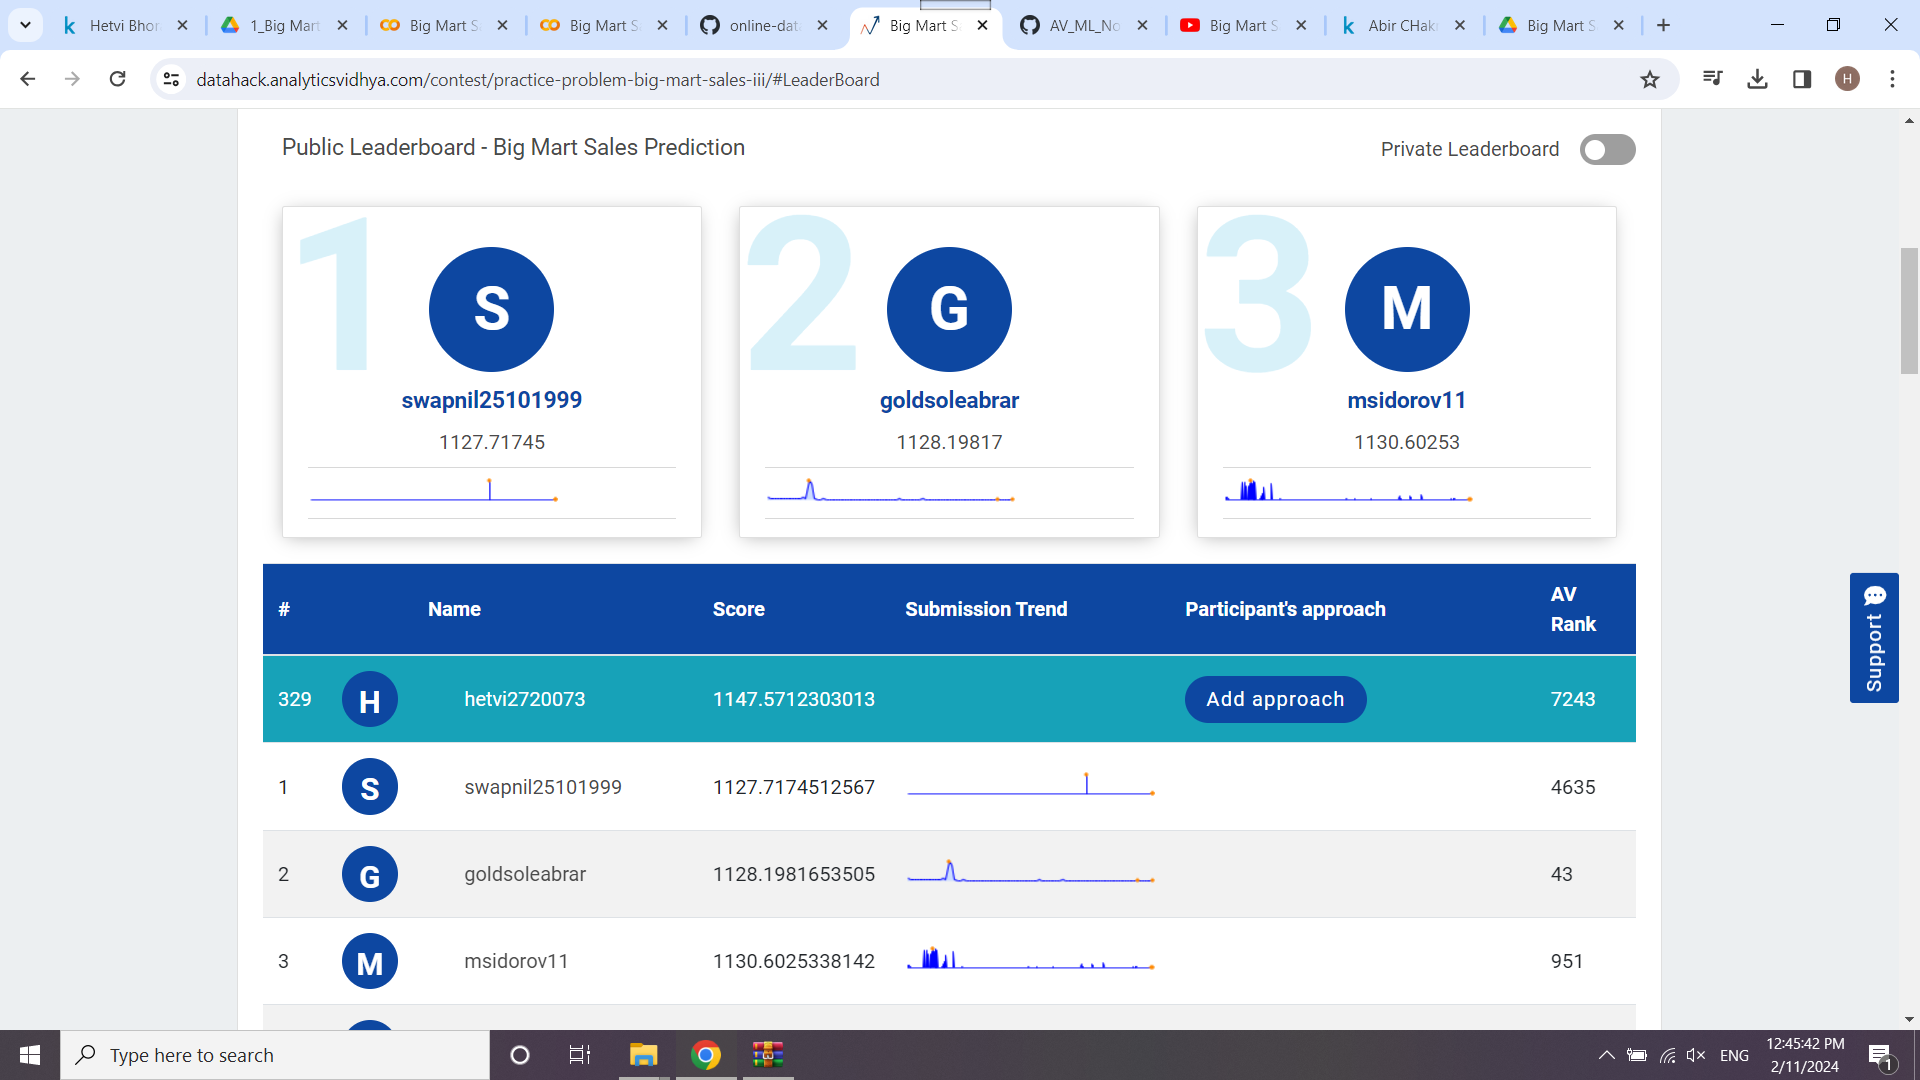 Hetvi Bhor
1_Big Mart
Big Mart S
Big Mart S
online-dat
Big Mart S
AV_ML_No
Big Mart S
Abir CHak
Big Mart S
datahack.analyticsvidhya.com/contest/practice-problem-big-mart-sales-iii/#LeaderBoard
H
Public Leaderboard - Big Mart Sales Prediction
Private Leaderboard
1
S
swapnil25101999
1127.71745
2
G
goldsoleabrar
1128.19817
3
M
msidorov11
1130.60253
# Name Score Submission Trend Participant's approach AV Rank
329 H hetvi2720073 1147.5712303013 Add approach 7243
1 S swapnil25101999 1127.7174512567 4635
2 G goldsoleabrar 1128.1981653505 43
3 M msidorov11 1130.6025338142 951
Support
Type here to search
ENG
12:45:42 PM
2/11/2024
1